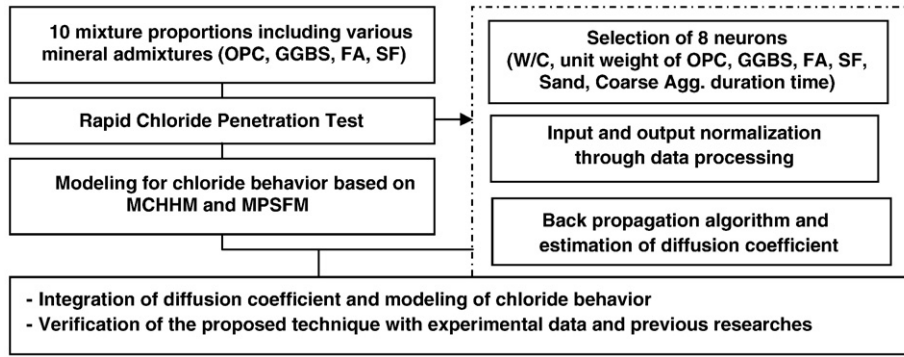 10 mixture proportions including various
mineral admixtures (OPC, GGBS, FA, SF)
Rapid Chloride Penetration Test
Modeling for chloride behavior based on
MCHHM and MPSFM
Selection of 8 neurons
(W/C, unit weight of OPC, GGBS, FA, SF,
Sand, Coarse Agg. duration time)
Input and output normalization
through data processing
Back propagation algorithm and
estimation of diffusion coefficient
- Integration of diffusion coefficient and modeling of chloride behavior
- Verification of the proposed technique with experimental data and previous researches